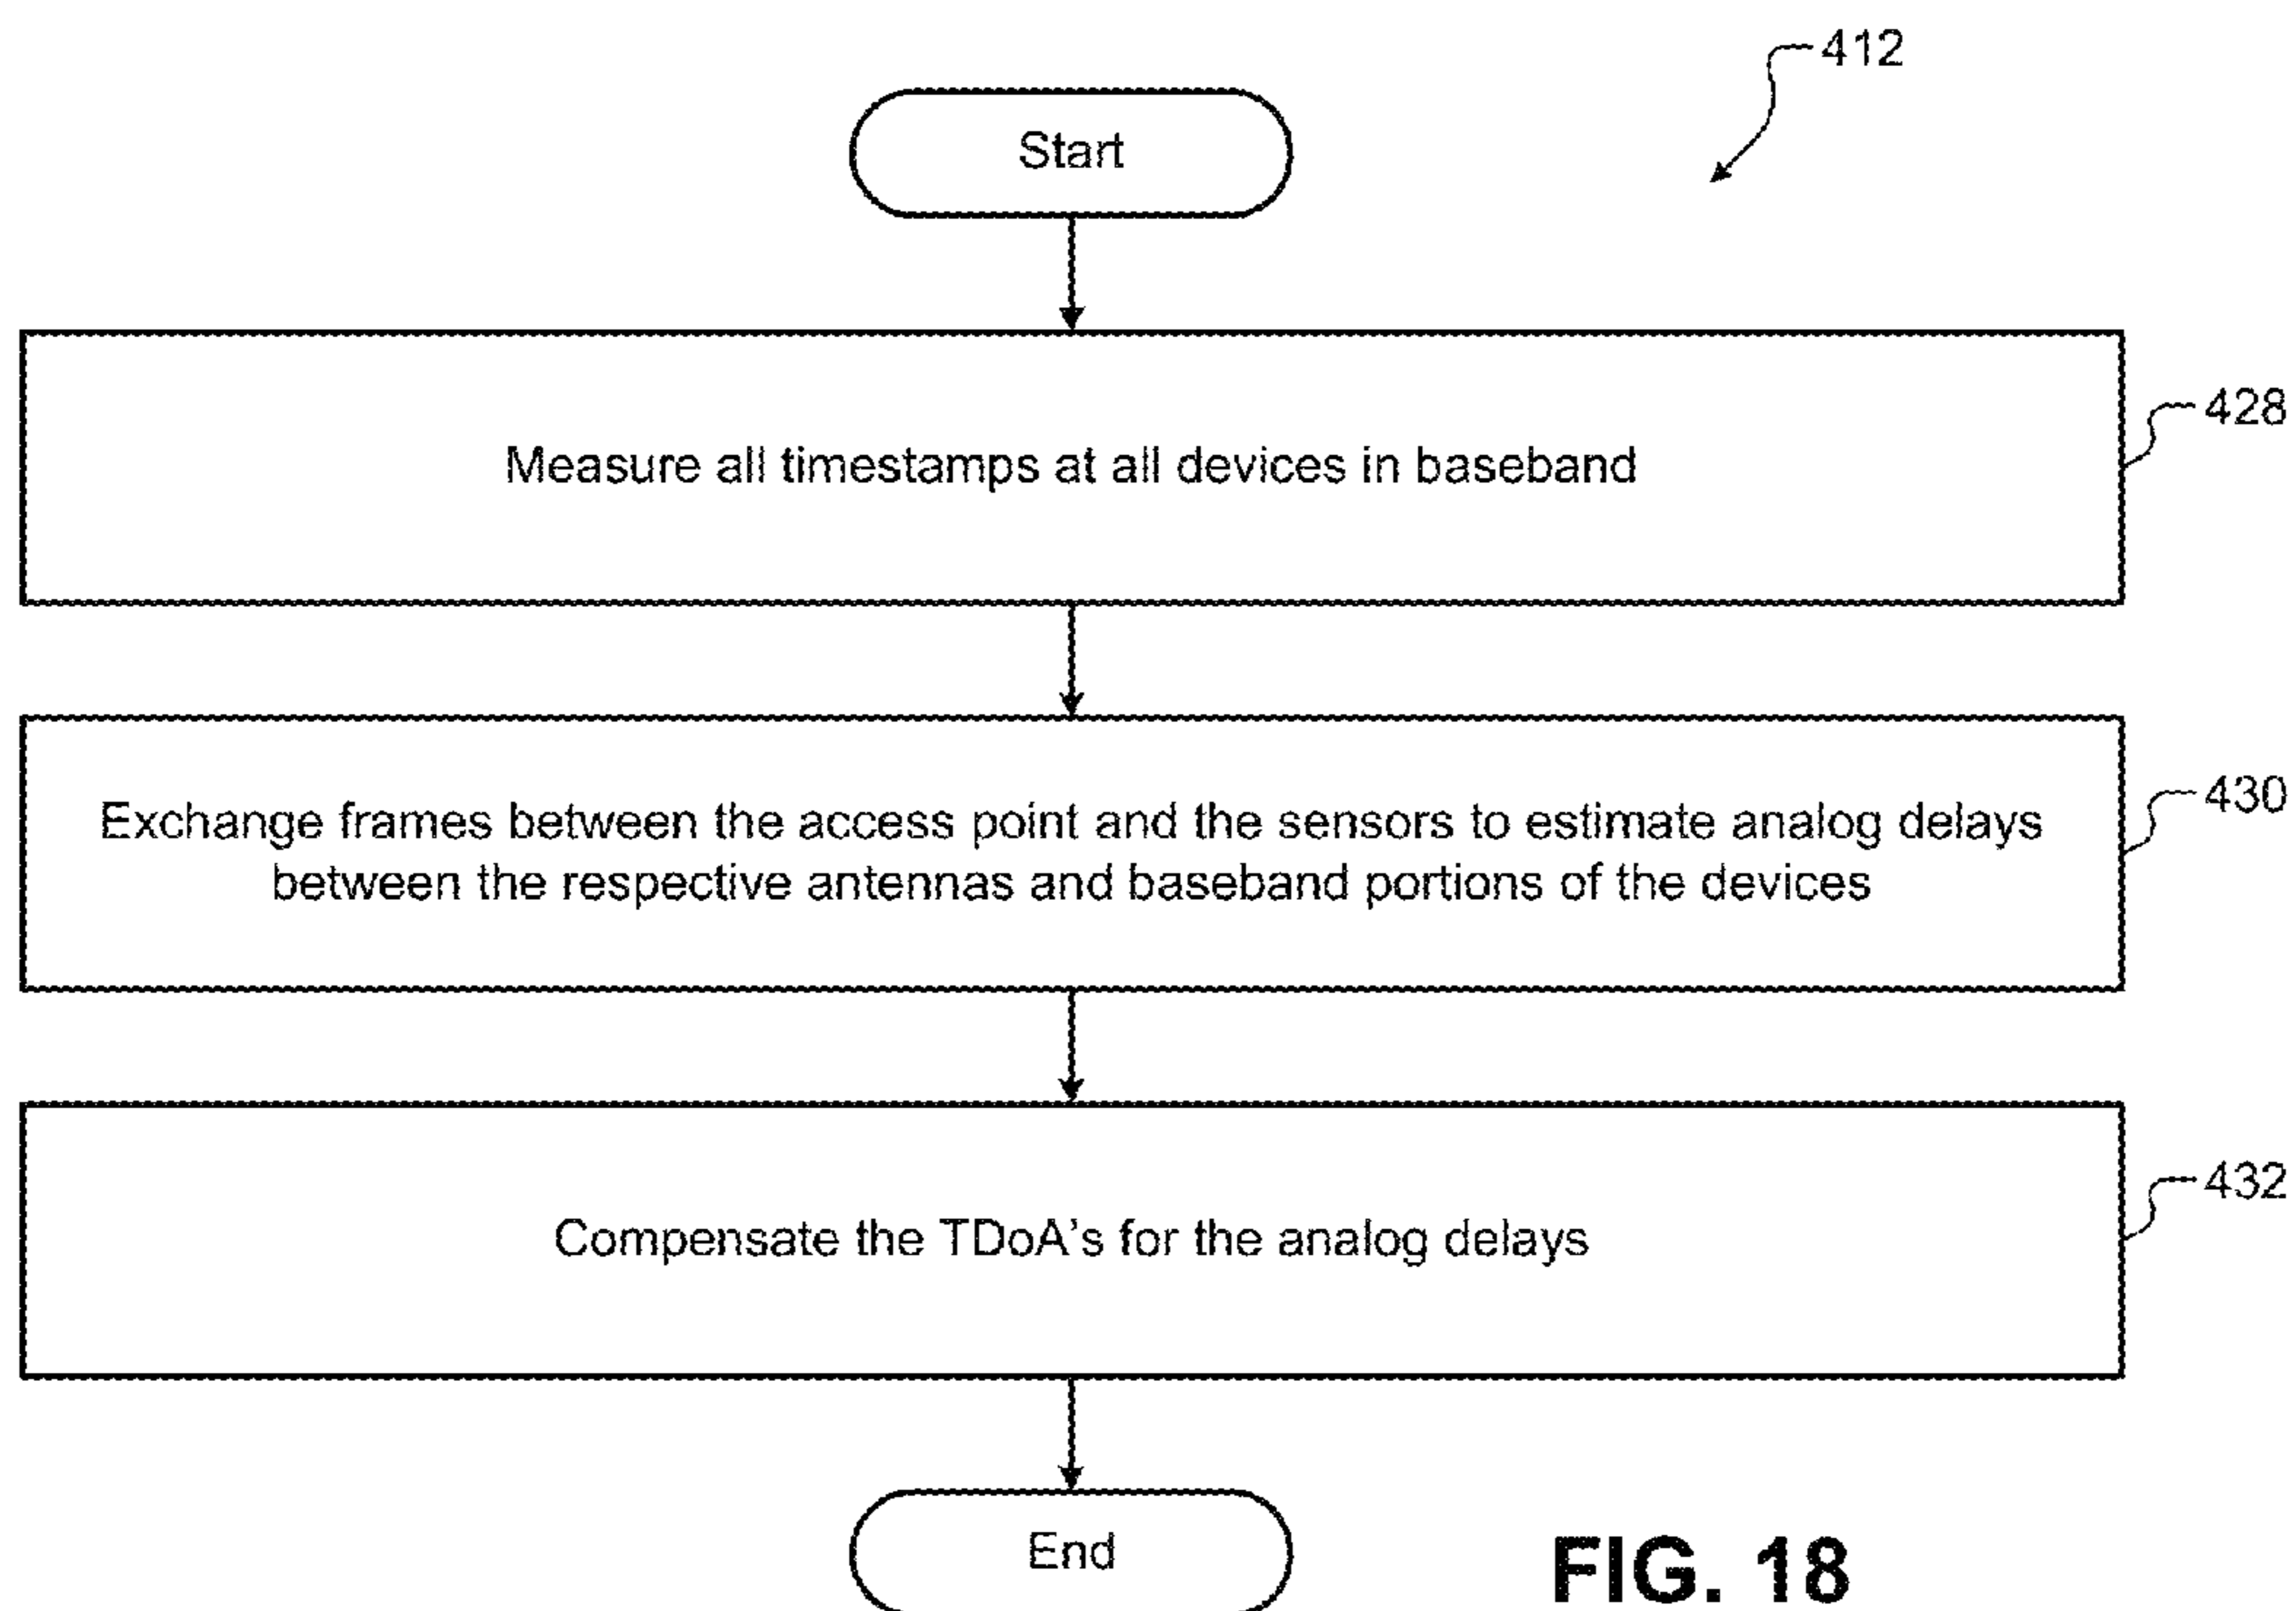 412
Start
Measure all timestamps at all devices in baseband
428
Exchange frames between the access point and the sensors to estimate analog delays
between the respective antennas and baseband portions of the devices
430
Compensate the TDoA's for the analog delays
432
End
FIG. 18